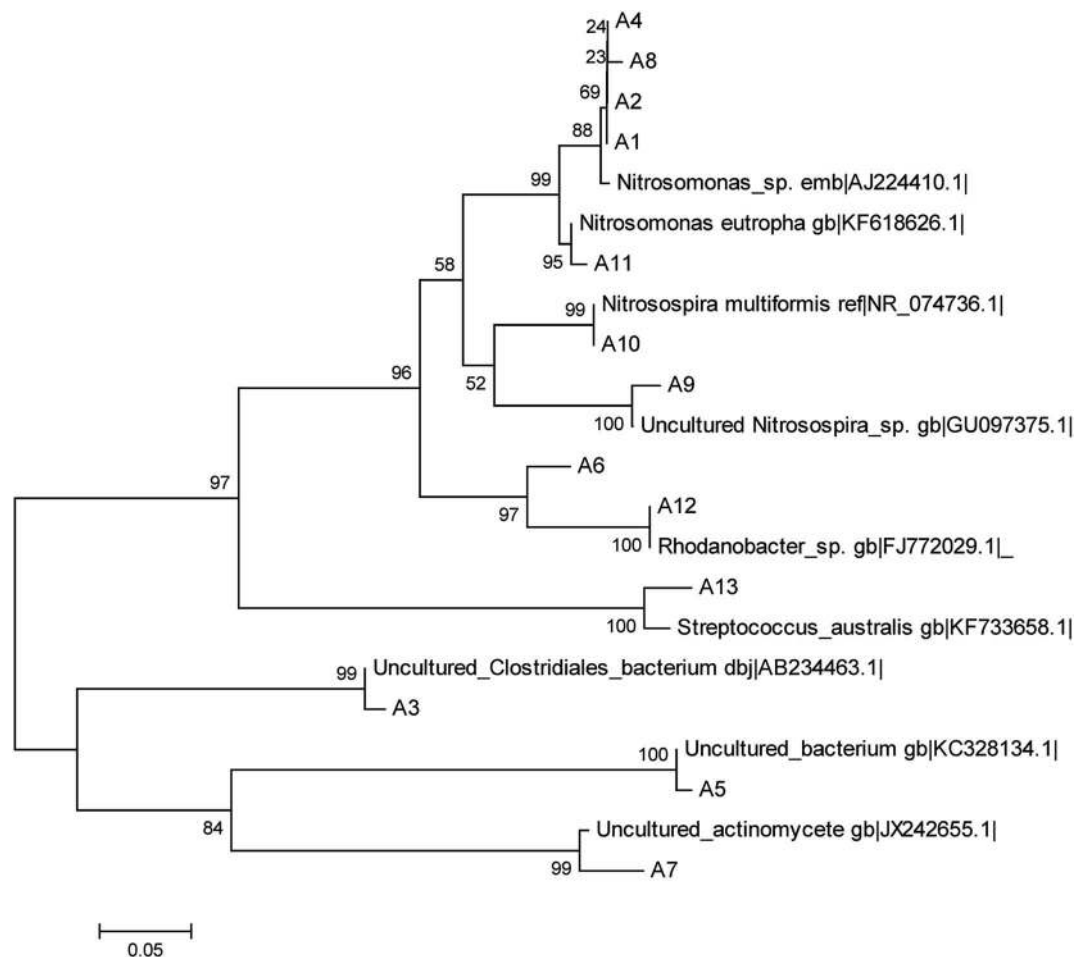 24 A4
23 A8
69 A2
88 A1
Nitrosomonas_sp. emb|AJ224410.1|
99
Nitrosomonas eutropha gb|KF618626.1|
95 A11
58
Nitrosospira multiformis ref|NR_074736.1|
99
A10
96
A9
52
100 Uncultured Nitrosospira_sp. gb|GU097375.1|
A6
97
A12
97
100 Rhodanobacter_sp. gb|FJ772029.1|_
A13
100 Streptococcus_australis gb|KF733658.1|
99 Uncultured_Clostridiales_bacterium dbj|AB234463.1|
A3
100 Uncultured_bacterium gb|KC328134.1|
A5
84
Uncultured_actinomycete gb|JX242655.1|
99 A7
0.05